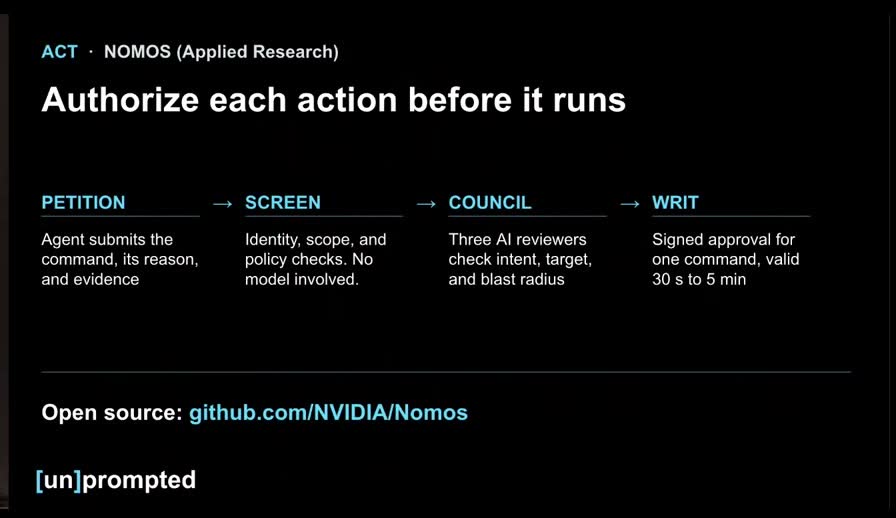 ACT · NOMOS (Applied Research)
Authorize each action before it runs
PETITION → SCREEN → COUNCIL → WRIT
Agent submits the
command, its reason,
and evidence
Identity, scope, and
policy checks. No
model involved.
Three AI reviewers
check intent, target,
and blast radius
Signed approval for
one command, valid
30 s to 5 min
Open source: github.com/NVIDIA/Nomos
[un]prompted